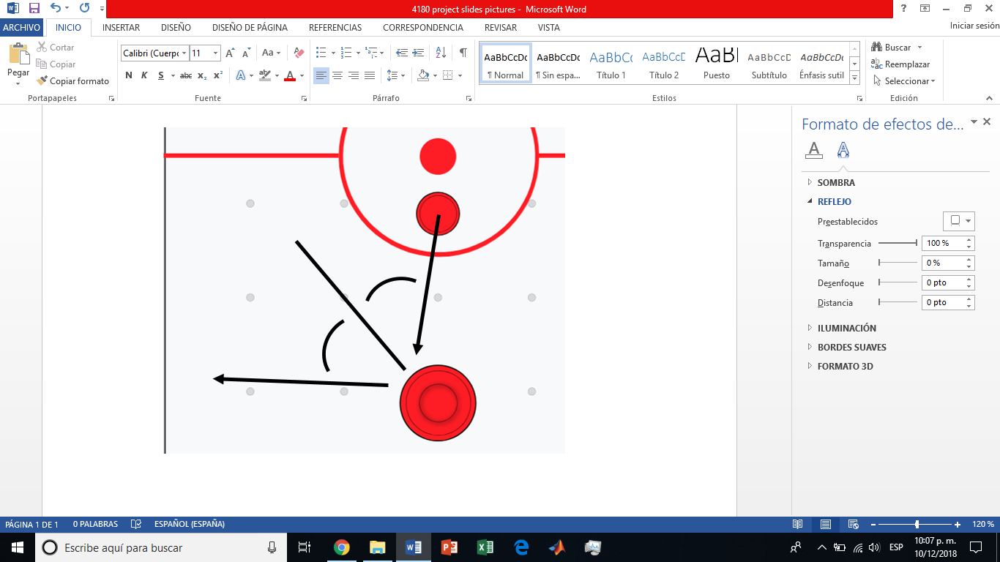 4180 project slides pictures - Microsoft Word
ARCHIVO INICIO INSERTAR DISEÑO DISEÑO DE PÁGINA REFERENCIAS CORRESPONDENCIA REVISAR VISTA Iniciar sesión
Pegar
Cortar
Copiar
Copiar formato
Portapapeles
Calibri (Cuerpo 11
Aa
N K S abc x₂ x²
Fuente
Párrafo
AaBbCcDc AaBbCcDc AaBbCc AaBbCcD AaBl AaBbCcD AaBbCcDc
¶ Normal ¶ Sin espa... Título 1 Título 2 Puesto Subtítulo Énfasis sutil
Estilos
Buscar
Reemplazar
Seleccionar
Edición
Formato de efectos de...
SOMBRA
REFLEJO
Preestablecidos
Transparencia 100 %
Tamaño 0 %
Desenfoque 0 pto
Distancia 0 pto
ILUMINACIÓN
BORDES SUAVES
FORMATO 3D
PÁGINA 1 DE 1 0 PALABRAS ESPAÑOL (ESPAÑA) 120 %
Escribe aquí para buscar
ESP
10:07 p. m.
10/12/2018